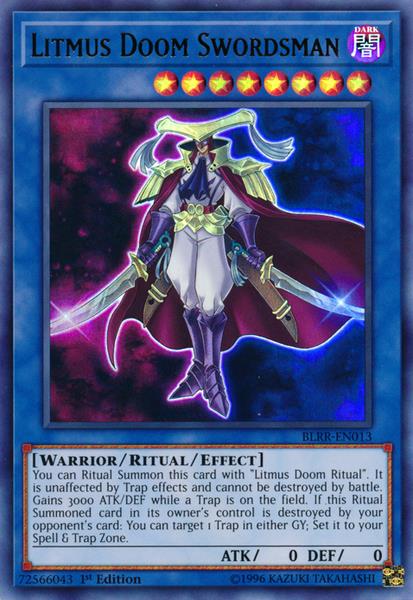 LITMUS DOOM SWORDSMAN
DARK
闇
BLRR-EN013
[WARRIOR/RITUAL/EFFECT]
You can Ritual Summon this card with "Litmus Doom Ritual". It
is unaffected by Trap effects and cannot be destroyed by battle.
Gains 3000 ATK/DEF while a Trap is on the field. If this Ritual
Summoned card in its owner's control is destroyed by your
opponent's card: You can target 1 Trap in either GY; Set it to your
Spell & Trap Zone.
ATK/ 0 DEF/ 0
72566043 1st Edition ©1996 KAZUKI TAKAHASHI